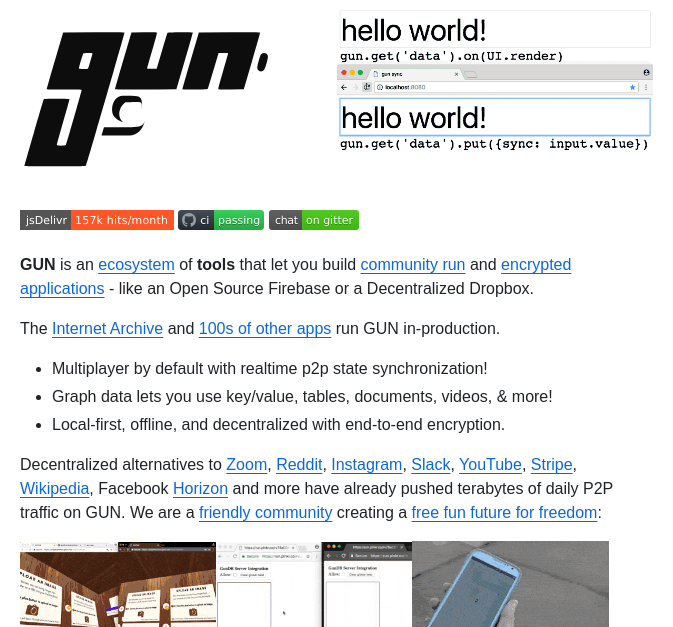 gun
hello world!
gun.get('data').on(UI.render)
gun sync
localhost:8080
hello world!
gun.get('data').put({sync: input.value})
jsDelivr 157k hits/month ci passing chat on gitter
GUN is an ecosystem of tools that let you build community run and encrypted
applications - like an Open Source Firebase or a Decentralized Dropbox.
The Internet Archive and 100s of other apps run GUN in-production.
• Multiplayer by default with realtime p2p state synchronization!
• Graph data lets you use key/value, tables, documents, videos, & more!
• Local-first, offline, and decentralized with end-to-end encryption.
Decentralized alternatives to Zoom, Reddit, Instagram, Slack, YouTube, Stripe,
Wikipedia, Facebook Horizon and more have already pushed terabytes of daily P2P
traffic on GUN. We are a friendly community creating a free fun future for freedom:
UPLOAD AN IMAGE
GunDB Server Integration
GunDB Server Integration